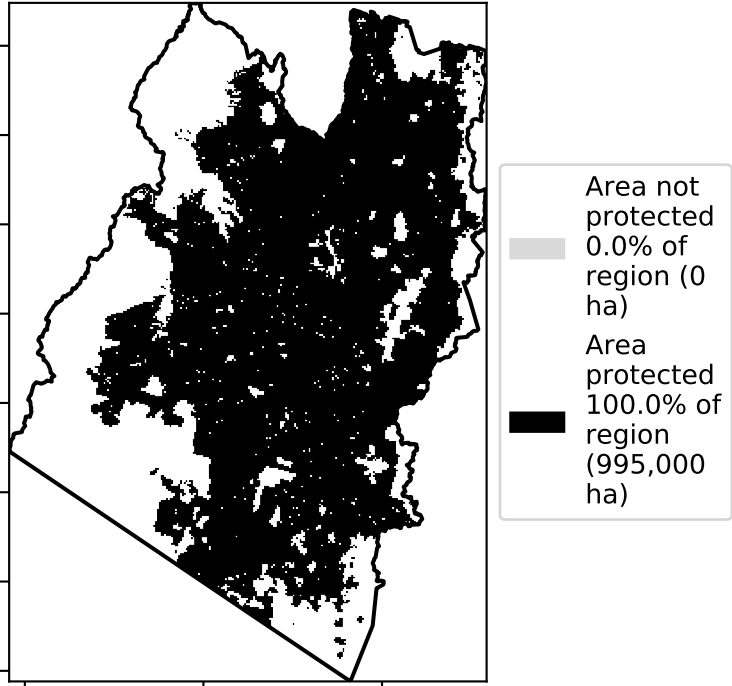 Area not
protected
0.0% of
region (0
ha)
Area
protected
100.0% of
region
(995,000
ha)